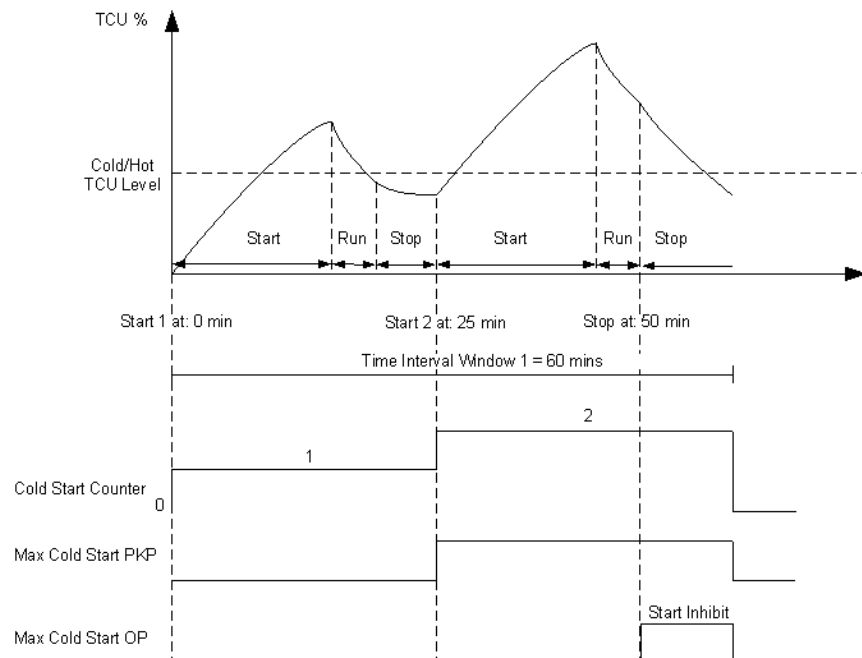 TCU %
Cold/Hot
TCU Level
Start
Run
Stop
Start
Run
Stop
Start 1 at: 0 min
Start 2 at: 25 min
Stop at: 50 min
Time Interval Window 1 = 60 mins
2
1
Cold Start Counter
0
Max Cold Start PKP
Start Inhibit
Max Cold Start OP